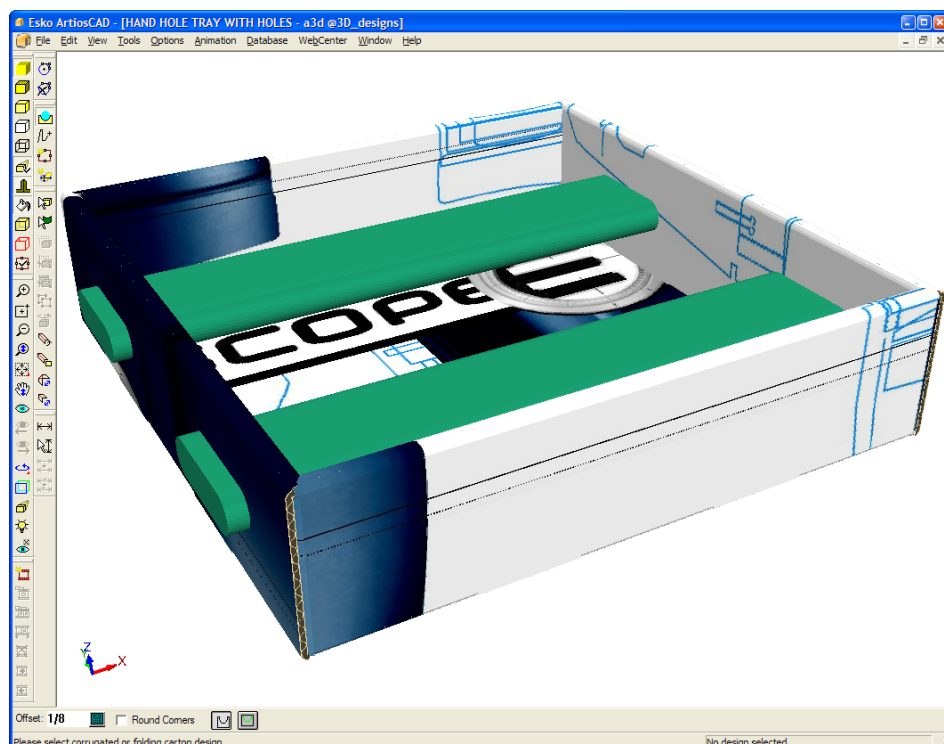 Esko ArtiosCAD - [HAND HOLE TRAY WITH HOLES - a3d @3D_designs]
File Edit View Tools Options Animation Database WebCenter Window Help
COPE
E
Z
Y
X
Offset: 1/8 Round Corners
Please select corrugated or folding carton design
No design selected